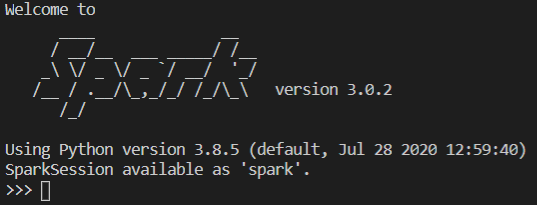 Welcome to
Spark version 3.0.2
Using Python version 3.8.5 (default, Jul 28 2020 12:59:40)
SparkSession available as 'spark'.
>>>